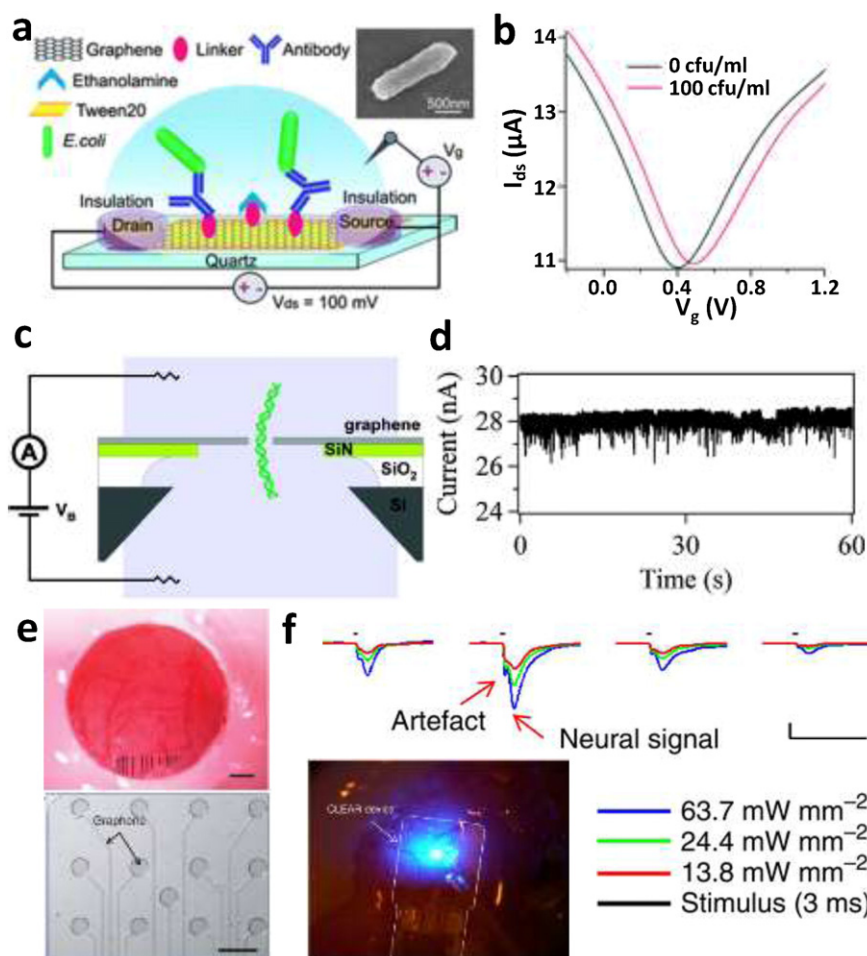 a
Graphene
Linker
Antibody
Ethanolamine
Tween20
E.coli
500nm
Vg
Insulation
Drain
Insulation
Source
Quartz
Vds = 100 mV
b
0 cfu/ml
100 cfu/ml
Ids (μA)
14
13
12
11
0.0
0.4
0.8
1.2
Vg (V)
c
A
VB
graphene
SiN
SiO2
Si
d
Current (nA)
30
28
26
24
0
30
60
Time (s)
e
Graphene
f
Artefact
Neural signal
CLEAR device
63.7 mW mm−2
24.4 mW mm−2
13.8 mW mm−2
Stimulus (3 ms)